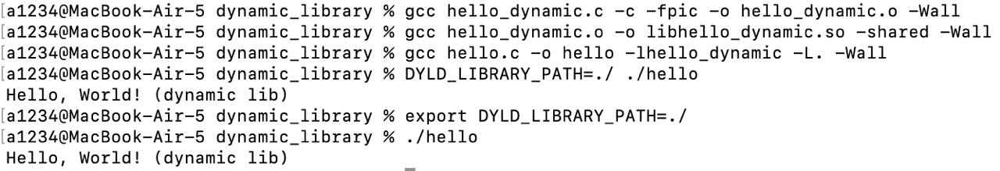 [a1234@MacBook-Air-5 dynamic_library % gcc hello_dynamic.c -c -fpic -o hello_dynamic.o -Wall
[a1234@MacBook-Air-5 dynamic_library % gcc hello_dynamic.o -o libhello_dynamic.so -shared -Wall
[a1234@MacBook-Air-5 dynamic_library % gcc hello.c -o hello -lhello_dynamic -L. -Wall
[a1234@MacBook-Air-5 dynamic_library % DYLD_LIBRARY_PATH=./ ./hello
Hello, World! (dynamic lib)
[a1234@MacBook-Air-5 dynamic_library % export DYLD_LIBRARY_PATH=./
[a1234@MacBook-Air-5 dynamic_library % ./hello
Hello, World! (dynamic lib)